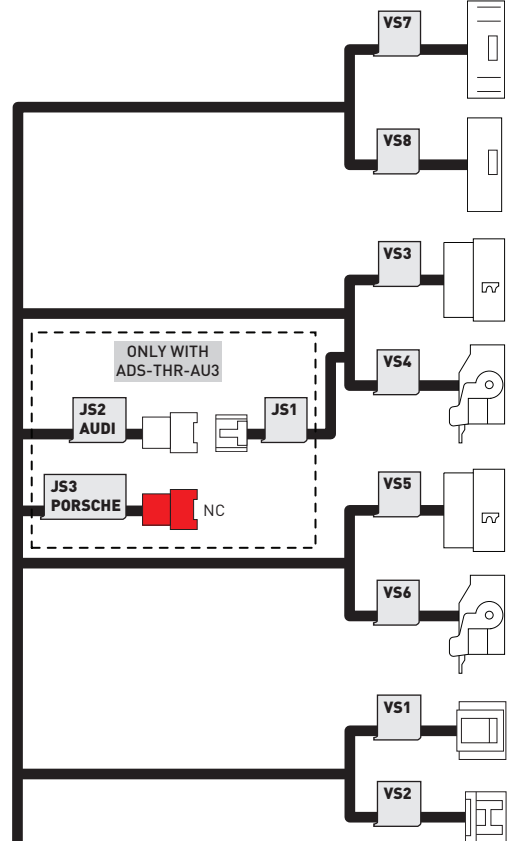 VS7
VS8
VS3
ONLY WITH
ADS-THR-AU3
VS4
JS2
AUDI
JS1
JS3
PORSCHE
NC
VS5
VS6
VS1
VS2